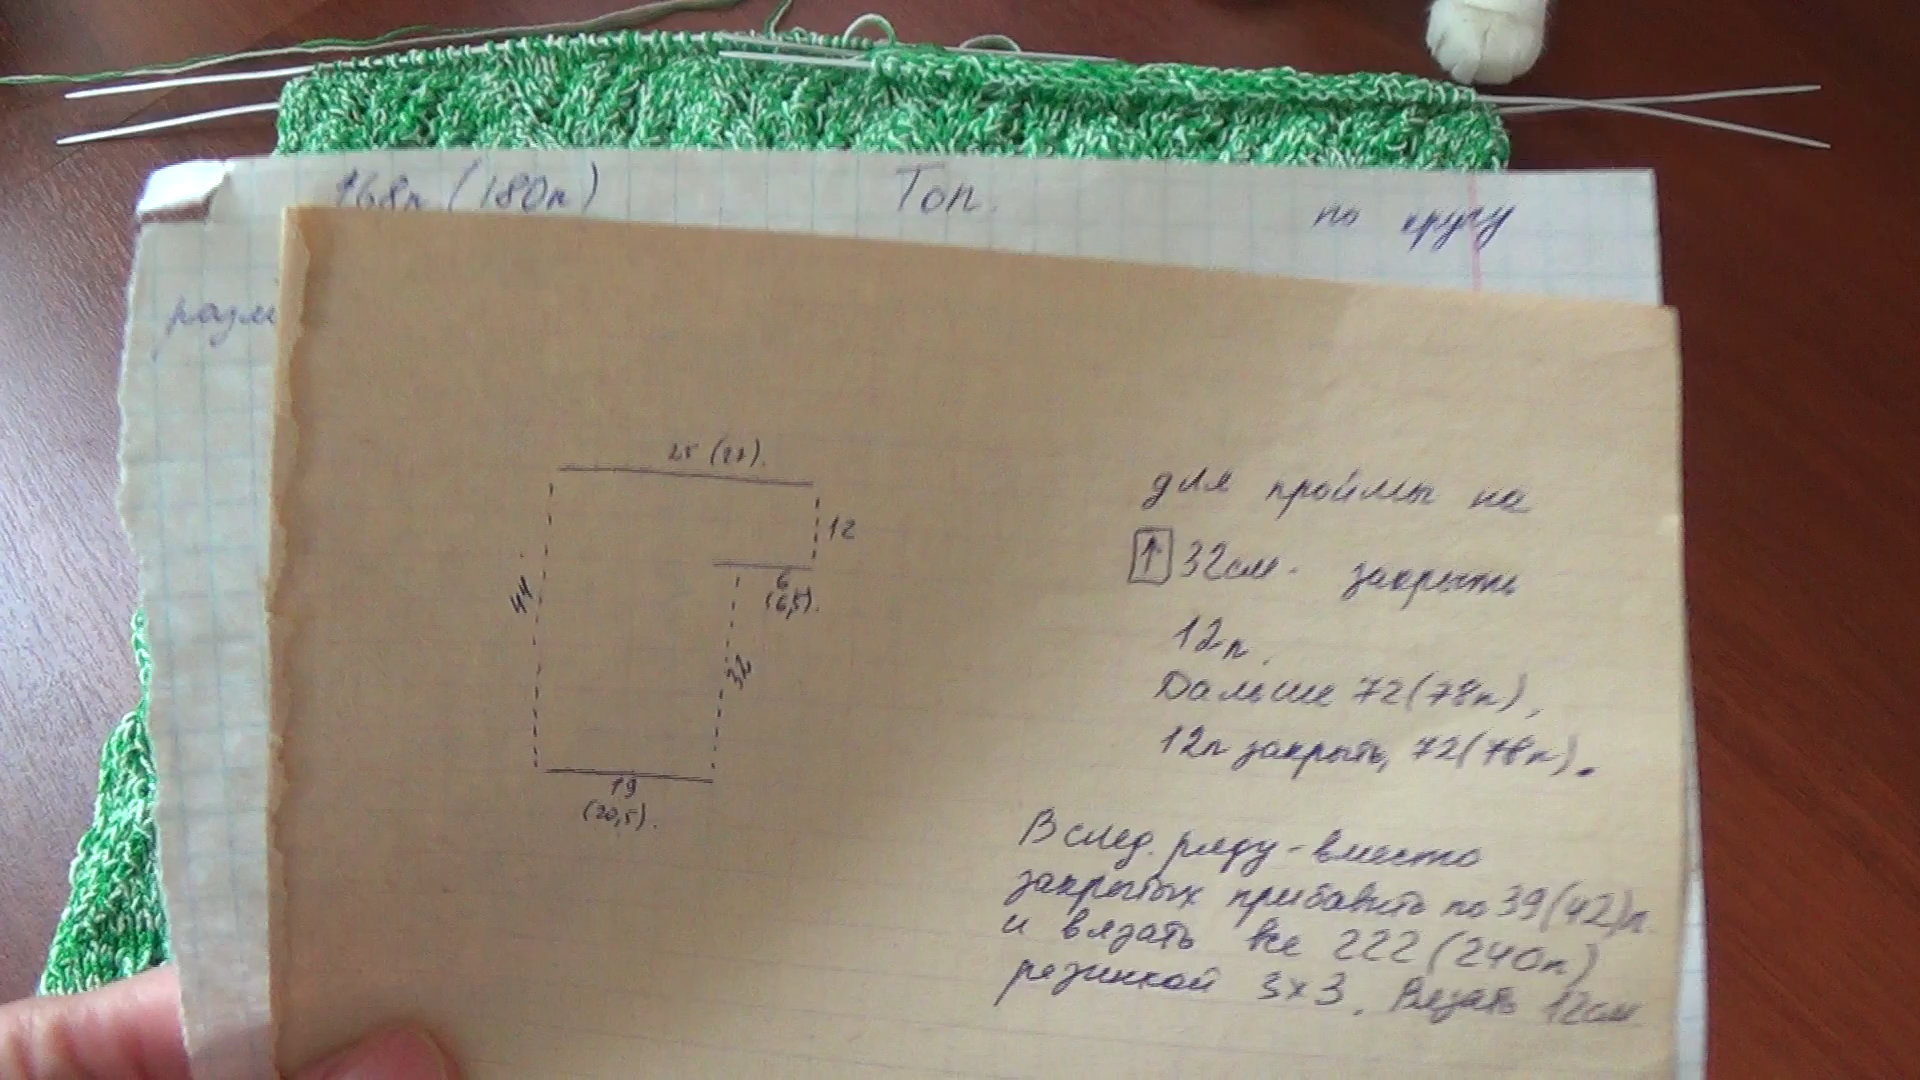 168п (180п) Топ. по кругу
разм
25 (27).
12
6
(6,5).
44
32
19
(20,5).
для проймы на
↑ 32см. закрыть
12п.
Дальше 72(78п),
12п закрыть, 72(78п).
В след. ряду - вместо
закрытых прибавить по 39(42)п.
и вязать все 222(240п)
резинкой 3х3. Вязать 12см